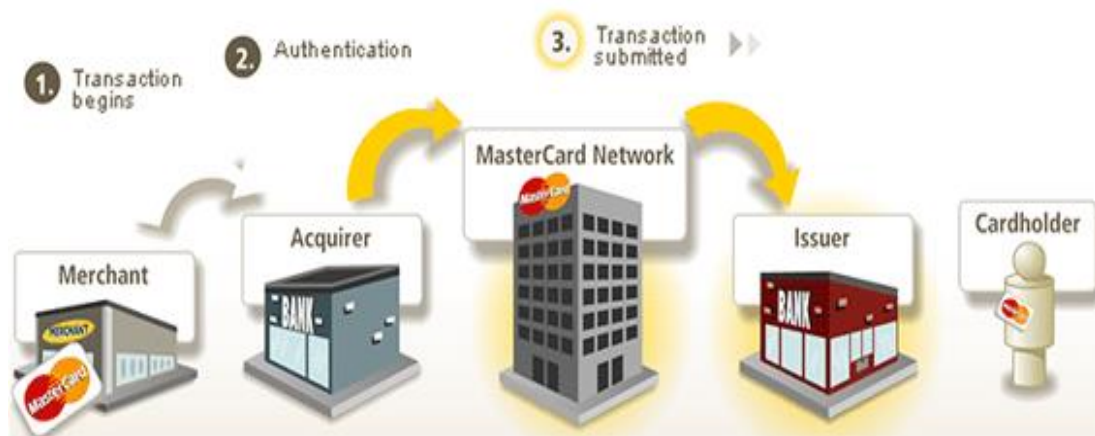 1. Transaction
begins
2. Authentication
3. Transaction
submitted
MasterCard Network
MasterCard
Acquirer
BANK
Issuer
BANK
Cardholder
MasterCard
Merchant
MERCHANT
MasterCard